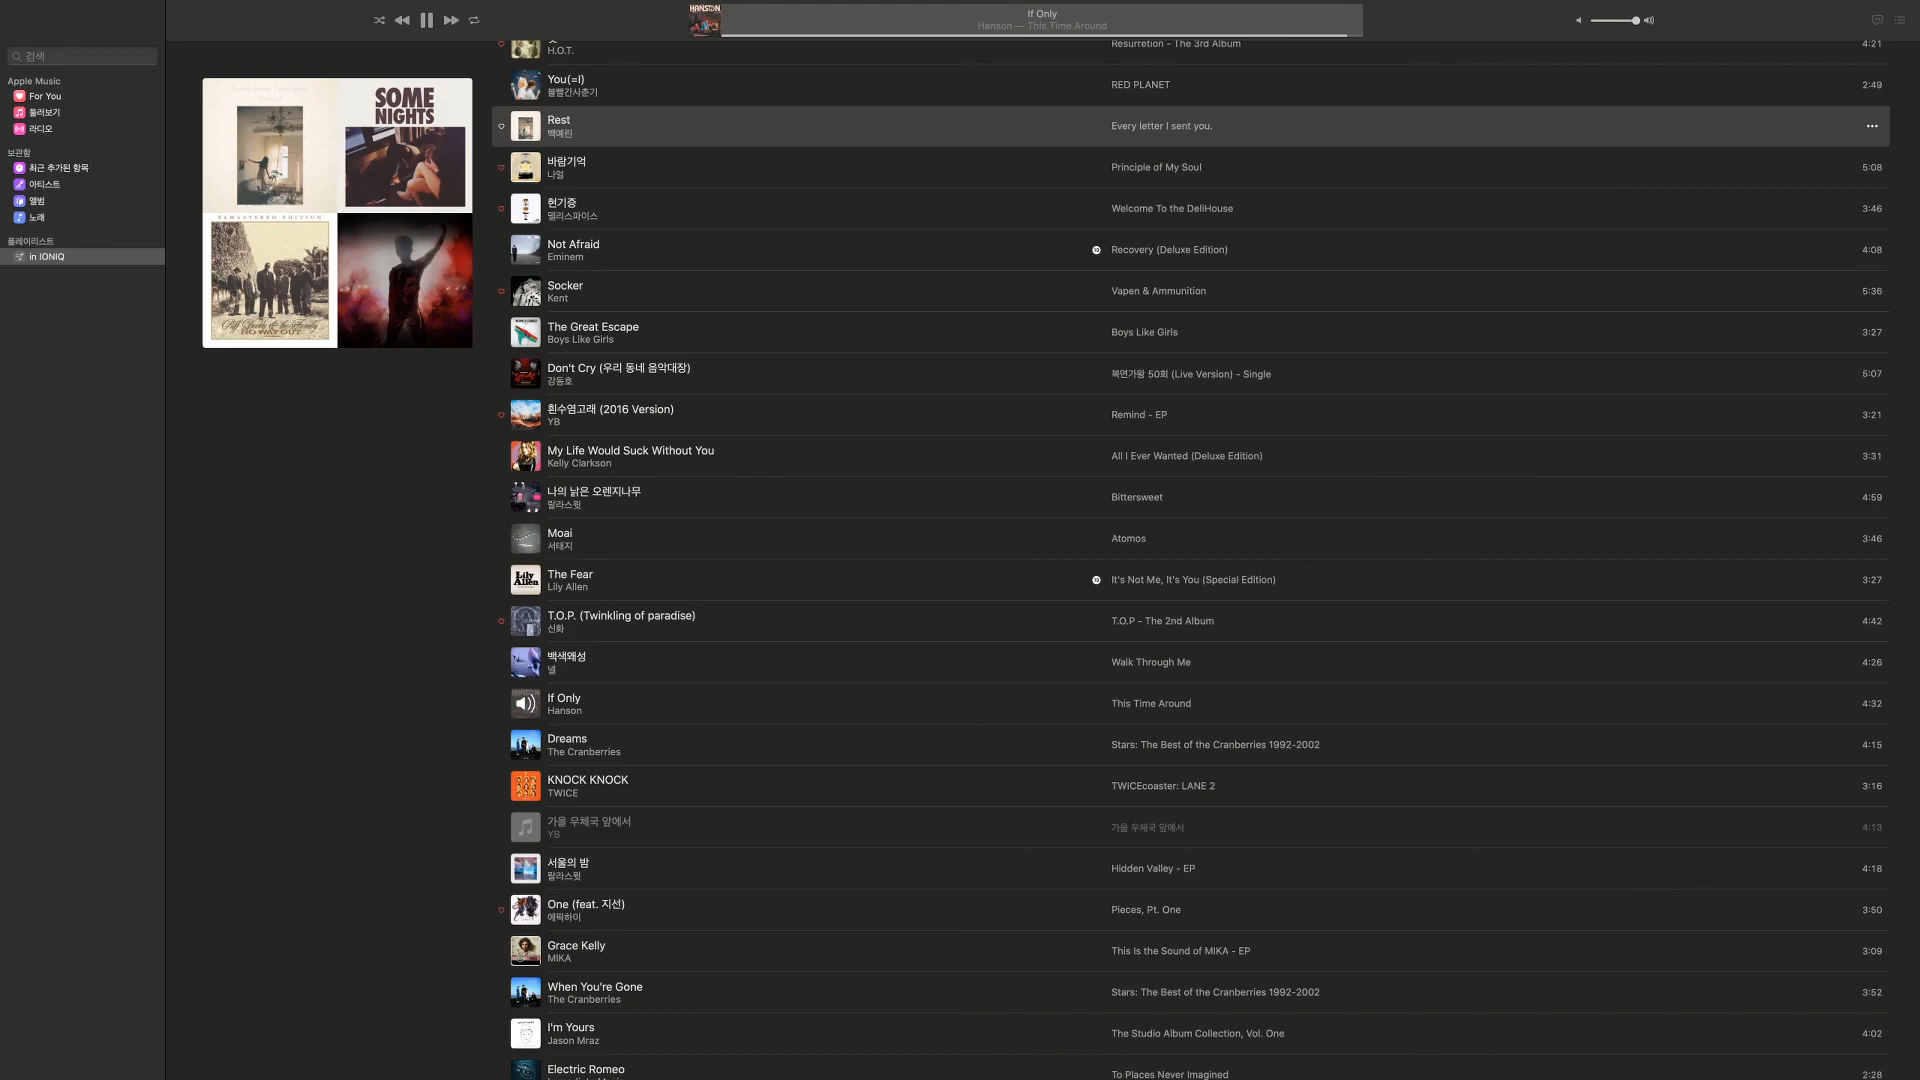 If Only
Hanson — This Time Around
검색
Apple Music
For You
둘러보기
라디오
보관함
최근 추가된 항목
아티스트
앨범
노래
플레이리스트
in IONIQ
SOME
NIGHTS
REMASTERED EDITION
Puff Daddy & the Family
NO WAY OUT
H.O.T.
Resurretion - The 3rd Album
4:21
You(=I)
볼빨간사춘기
RED PLANET
2:49
Rest
백예린
Every letter I sent you.
바람기억
나얼
Principle of My Soul
5:08
현기증
델리스파이스
Welcome To the DeliHouse
3:46
Not Afraid
Eminem
Recovery (Deluxe Edition)
4:08
Socker
Kent
Vapen & Ammunition
5:36
The Great Escape
Boys Like Girls
Boys Like Girls
3:27
Don't Cry (우리 동네 음악대장)
강동호
복면가왕 50회 (Live Version) - Single
5:07
흰수염고래 (2016 Version)
YB
Remind - EP
3:21
My Life Would Suck Without You
Kelly Clarkson
All I Ever Wanted (Deluxe Edition)
3:31
나의 낡은 오렌지나무
랄라스윗
Bittersweet
4:59
Moai
서태지
Atomos
3:46
Lily
Allen
The Fear
Lily Allen
It's Not Me, It's You (Special Edition)
3:27
T.O.P. (Twinkling of paradise)
신화
T.O.P - The 2nd Album
4:42
백색왜성
넬
Walk Through Me
4:26
If Only
Hanson
This Time Around
4:32
Dreams
The Cranberries
Stars: The Best of the Cranberries 1992-2002
4:15
KNOCK KNOCK
TWICE
TWICEcoaster: LANE 2
3:16
가을 우체국 앞에서
YB
가을 우체국 앞에서
4:13
서울의 밤
랄라스윗
Hidden Valley - EP
4:18
One (feat. 지선)
에픽하이
Pieces, Pt. One
3:50
Grace Kelly
MIKA
This Is the Sound of MIKA - EP
3:09
When You're Gone
The Cranberries
Stars: The Best of the Cranberries 1992-2002
3:52
I'm Yours
Jason Mraz
The Studio Album Collection, Vol. One
4:02
Electric Romeo
To Places Never Imagined
2:28